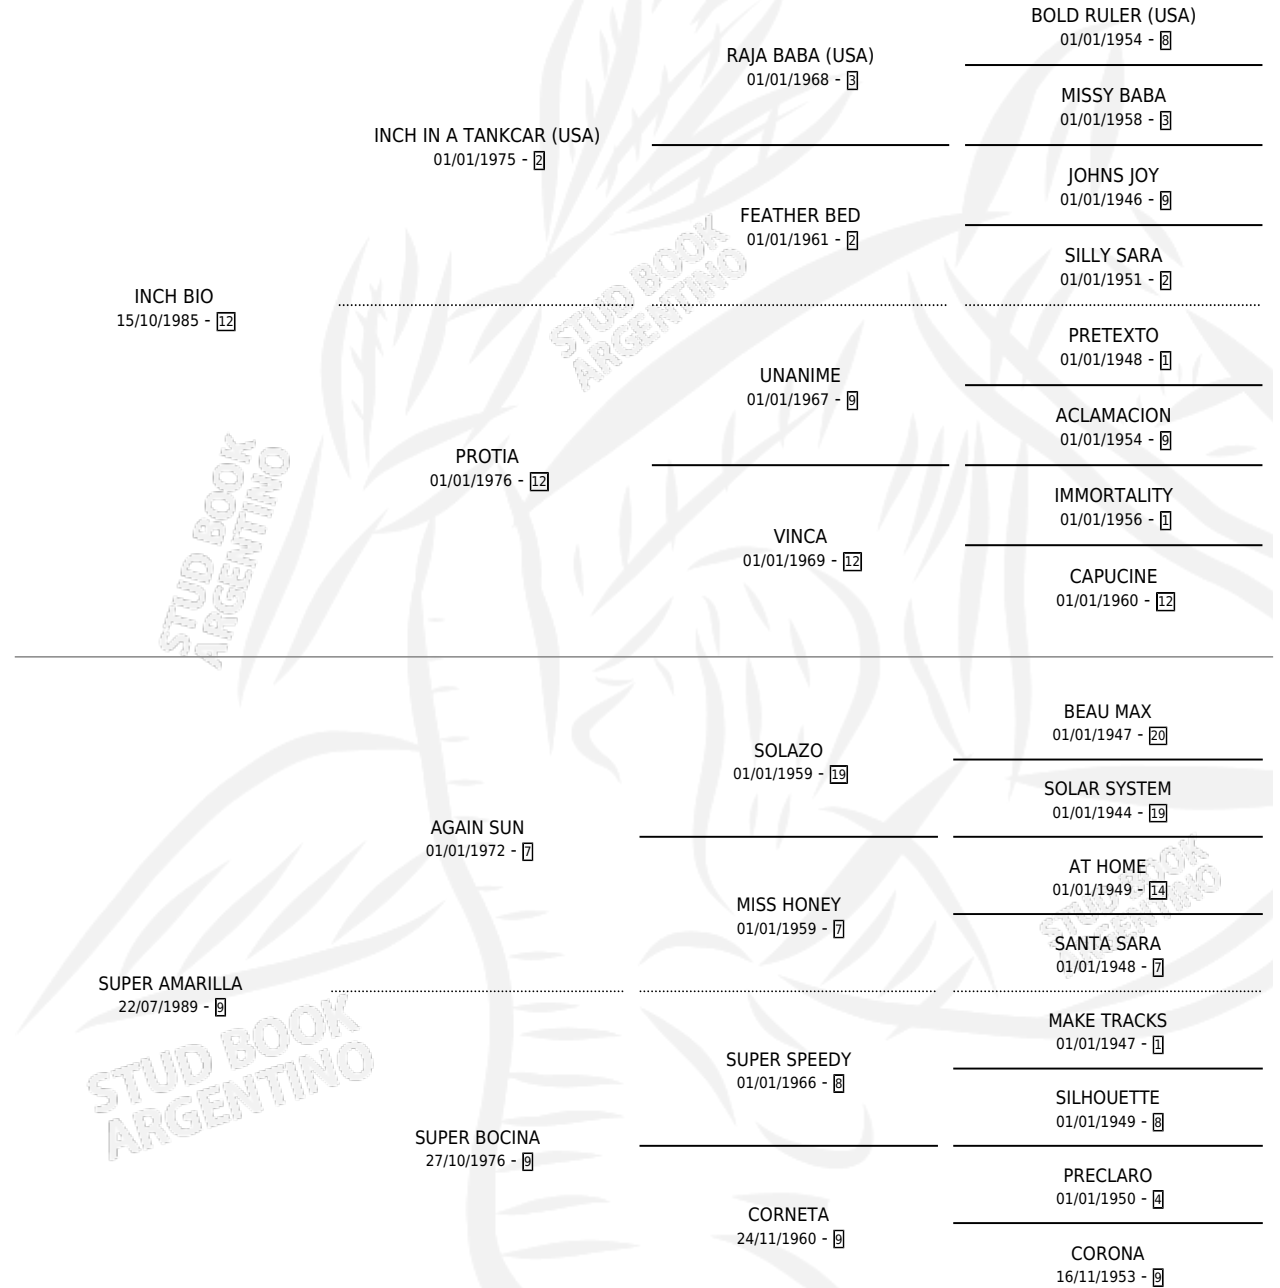 BOLD RULER (USA)
01/01/1954 - 8
RAJA BABA (USA)
01/01/1968 - 3
MISSY BABA
01/01/1958 - 3
INCH IN A TANKCAR (USA)
01/01/1975 - 2
JOHNS JOY
01/01/1946 - 9
FEATHER BED
01/01/1961 - 2
SILLY SARA
01/01/1951 - 2
INCH BIO
15/10/1985 - 12
PRETEXTO
01/01/1948 - 1
UNANIME
01/01/1967 - 9
ACLAMACION
01/01/1954 - 9
PROTIA
01/01/1976 - 12
IMMORTALITY
01/01/1956 - 1
VINCA
01/01/1969 - 12
CAPUCINE
01/01/1960 - 12
BEAU MAX
01/01/1947 - 20
SOLAZO
01/01/1959 - 19
SOLAR SYSTEM
01/01/1944 - 19
AGAIN SUN
01/01/1972 - 7
AT HOME
01/01/1949 - 14
MISS HONEY
01/01/1959 - 7
SANTA SARA
01/01/1948 - 7
SUPER AMARILLA
22/07/1989 - 9
MAKE TRACKS
01/01/1947 - 1
SUPER SPEEDY
01/01/1966 - 8
SILHOUETTE
01/01/1949 - 8
SUPER BOCINA
27/10/1976 - 9
PRECLARO
01/01/1950 - 4
CORNETA
24/11/1960 - 9
CORONA
16/11/1953 - 9
STUD BOOK
ARGENTINO
STUD BOOK
ARGENTINO
STUD BOOK
ARGENTINO
STUD BOOK
ARGENTINO